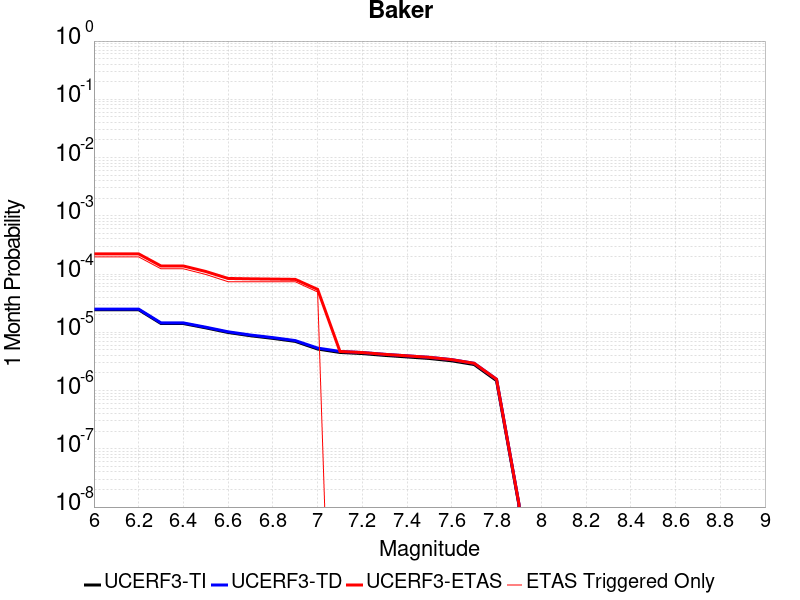 Baker
10^0
10^-1
10^-2
10^-3
10^-4
10^-5
10^-6
10^-7
10^-8
1 Month Probability
6 6.2 6.4 6.6 6.8 7 7.2 7.4 7.6 7.8 8 8.2 8.4 8.6 8.8 9
Magnitude
UCERF3-TI UCERF3-TD UCERF3-ETAS ETAS Triggered Only